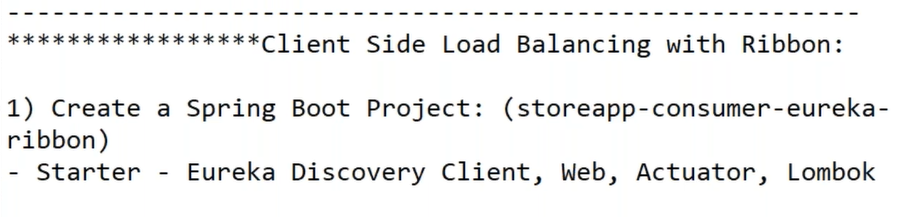 ---------------------------------------------------------
*****************Client Side Load Balancing with Ribbon:
1) Create a Spring Boot Project: (storeapp-consumer-eureka-
ribbon)
- Starter - Eureka Discovery Client, Web, Actuator, Lombok